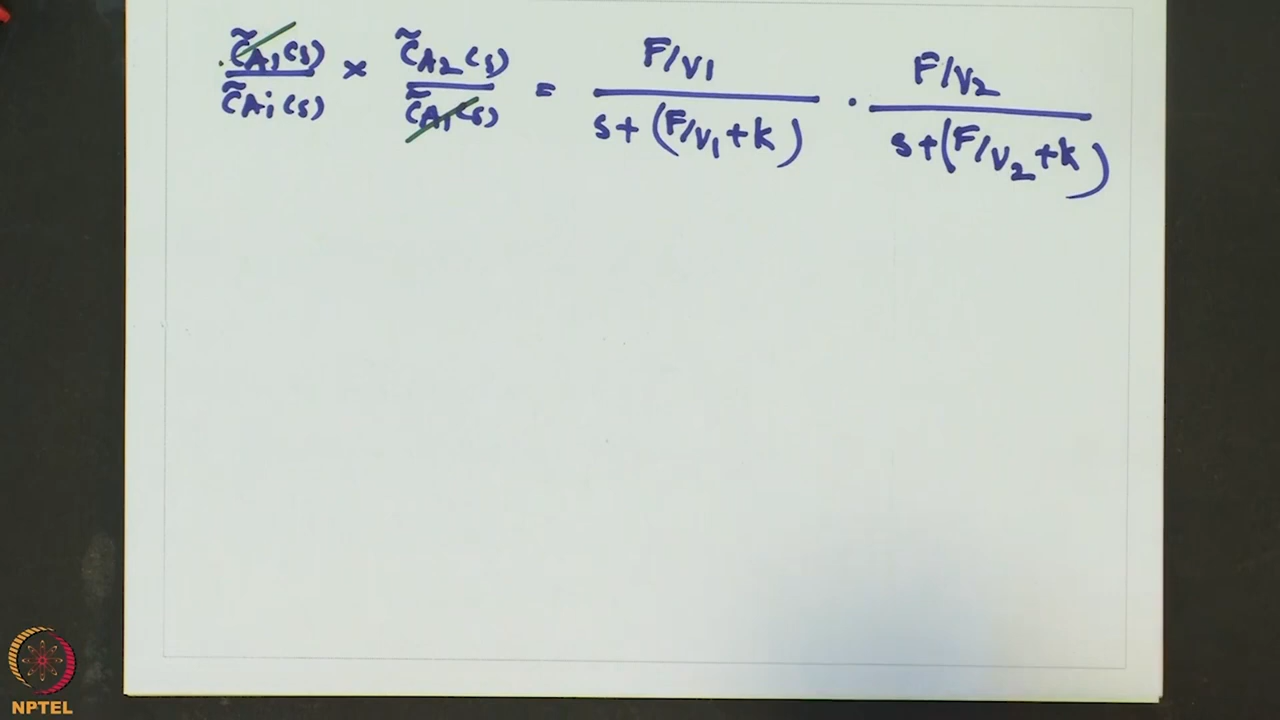 C̃A₁(s)/C̃Ai(s) × C̃A₂(s)/C̃A₁(s) = F/V1/s+(F/V₁+k) · F/V₂/s+(F/V₂+k)
NPTEL